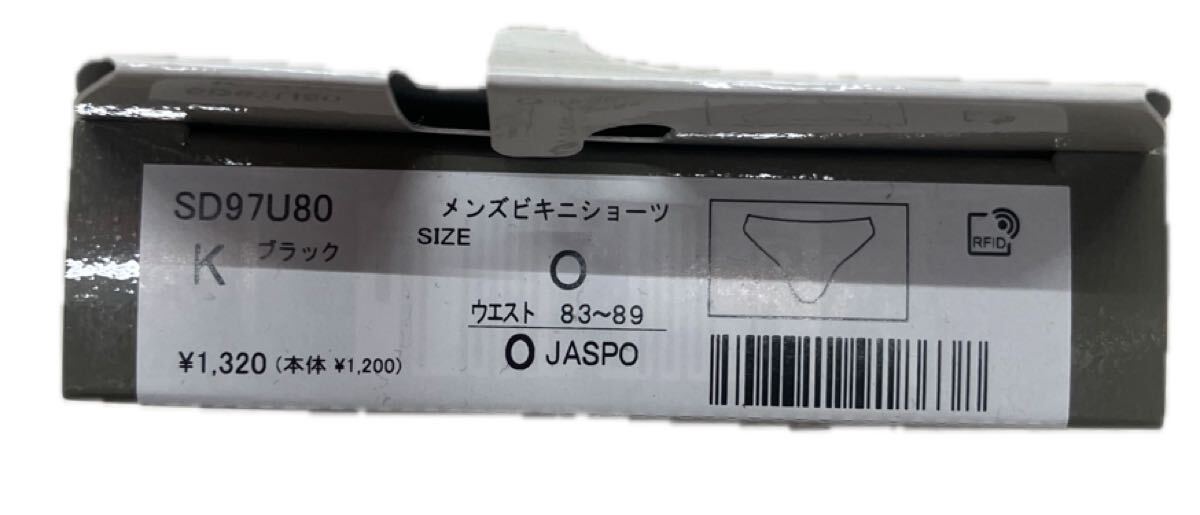 SD97U80
K ブラック
¥1,320 (本体 ¥1,200)
メンズビキニショーツ
SIZE
O
ウエスト 83~89
O JASPO
RFID